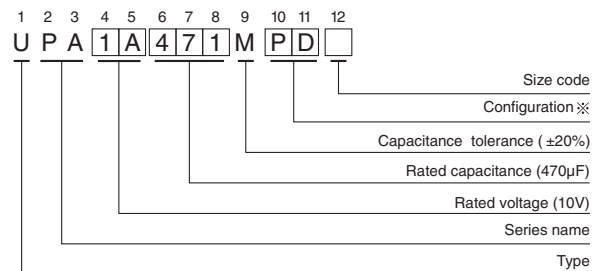 1 2 3 4 5 6 7 8 9 10 11 12
U P A 1 A 4 7 1 M P D
Size code
Configuration ※
Capacitance tolerance ( ±20%)
Rated capacitance (470µF)
Rated voltage (10V)
Series name
Type